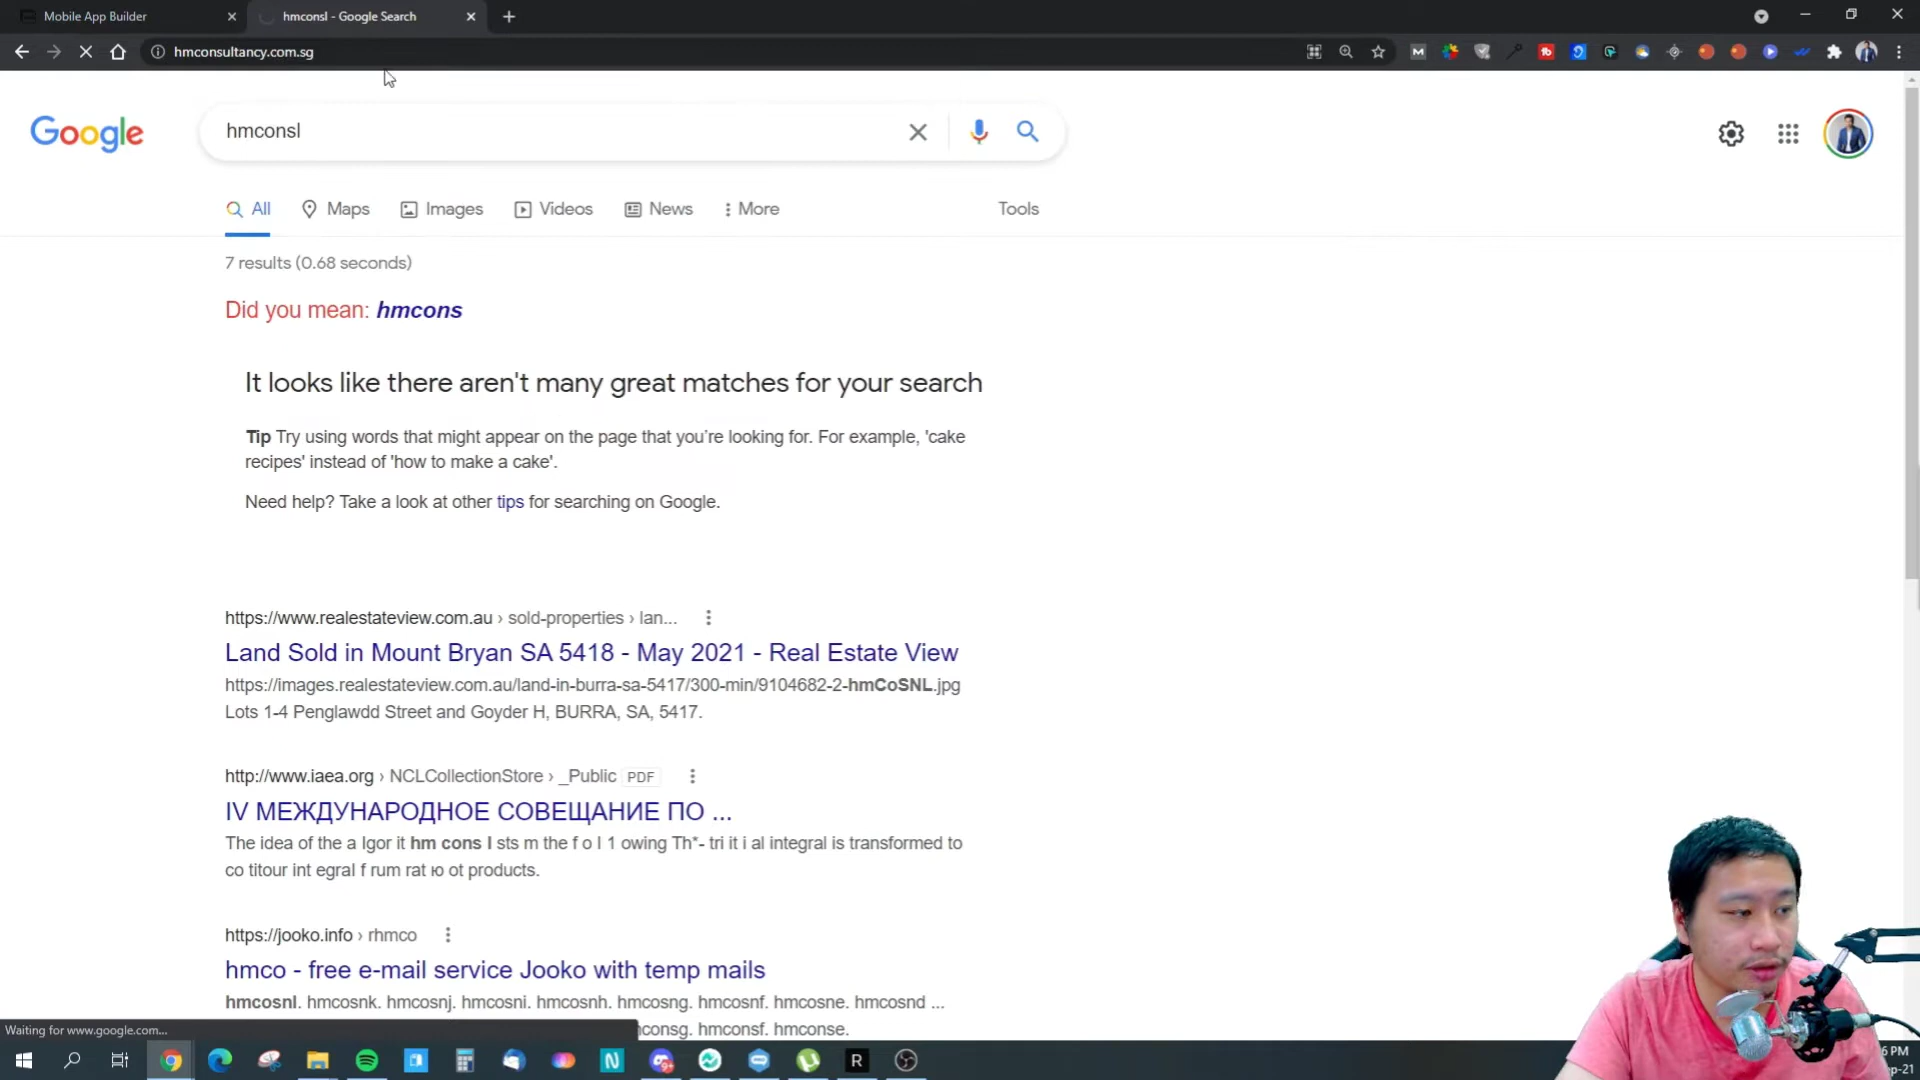 Mobile App Builder
hmconsl - Google Search
hmconsultancy.com.sg
Google
hmconsl
All
Maps
Images
Videos
News
More
Tools
7 results (0.68 seconds)
Did you mean: hmcons
It looks like there aren't many great matches for your search
Tip Try using words that might appear on the page that you're looking for. For example, 'cake
recipes' instead of 'how to make a cake'.
Need help? Take a look at other tips for searching on Google.
https://www.realestateview.com.au › sold-properties › lan...
Land Sold in Mount Bryan SA 5418 - May 2021 - Real Estate View
https://images.realestateview.com.au/land-in-burra-sa-5417/300-min/9104682-2-hmCoSNL.jpg
Lots 1-4 Penglawdd Street and Goyder H, BURRA, SA, 5417.
http://www.iaea.org › NCLCollectionStore › _Public PDF
IV МЕЖДУНАРОДНОЕ СОВЕЩАНИЕ ПО ...
The idea of the a Igor it hm cons l sts m the f o l 1 owing Th*- tri it i al integral is transformed to
co titour int egral f rum rat ю ot products.
https://jooko.info › rhmco
hmco - free e-mail service Jooko with temp mails
hmcosnl. hmcosnk. hmcosnj. hmcosni. hmcosnh. hmcosng. hmcosnf. hmcosne. hmcosnd ...
hmconsf. hmconse.
Waiting for www.google.com...
PM